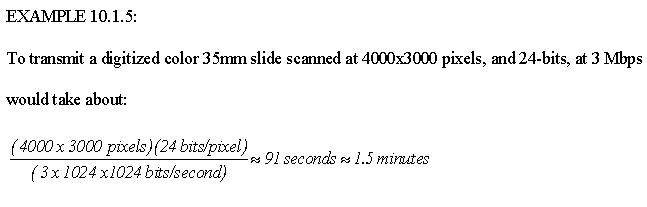 EXAMPLE 10.1.5:
To transmit a digitized color 35mm slide scanned at 4000x3000 pixels, and 24-bits, at 3 Mbps
would take about:
( 4000 x 3000 pixels)(24 bits/pixel)
≈ 91 seconds ≈ 1.5 minutes
( 3 x 1024 x1024 bits/second)